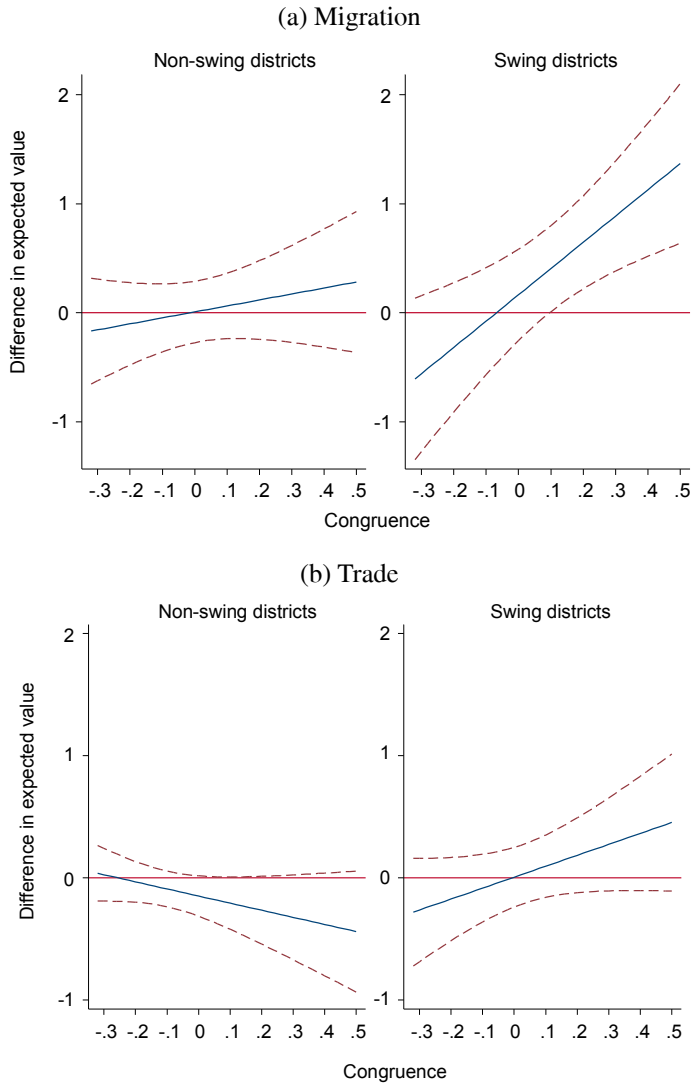 (a) Migration
Non-swing districts
Swing districts
Difference in expected value
2
1
0
-1
2
1
0
-1
-.3 -.2 -.1 0 .1 .2 .3 .4 .5
-.3 -.2 -.1 0 .1 .2 .3 .4 .5
Congruence
(b) Trade
Non-swing districts
Swing districts
Difference in expected value
2
1
0
-1
2
1
0
-1
-.3 -.2 -.1 0 .1 .2 .3 .4 .5
-.3 -.2 -.1 0 .1 .2 .3 .4 .5
Congruence